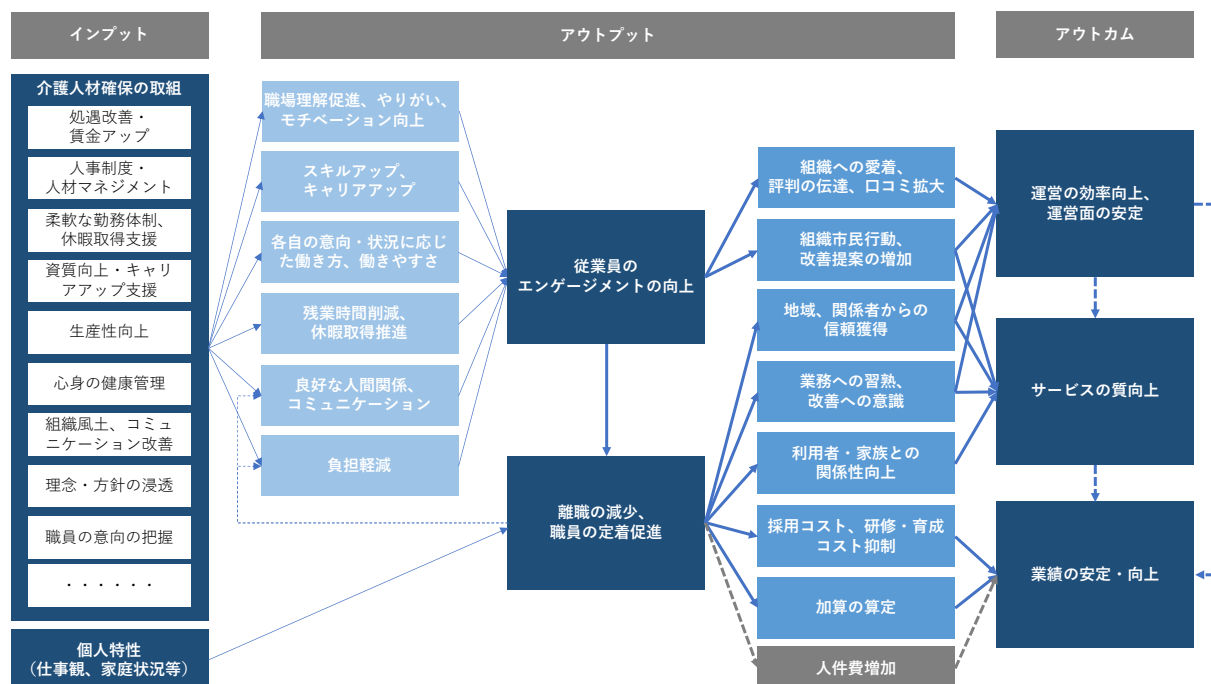 インプット
アウトプット
アウトカム
介護人材確保の取組
処遇改善・
賃金アップ
人事制度・
人材マネジメント
柔軟な勤務体制、
休暇取得支援
資質向上・キャリ
アアップ支援
生産性向上
心身の健康管理
組織風土、コミュ
ニケーション改善
理念・方針の浸透
職員の意向の把握
・・・・・・
個人特性
（仕事観、家庭状況等）
職場理解促進、やりがい、
モチベーション向上
スキルアップ、
キャリアアップ
各自の意向・状況に応じ
た働き方、働きやすさ
残業時間削減、
休暇取得推進
良好な人間関係、
コミュニケーション
負担軽減
従業員の
エンゲージメントの向上
離職の減少、
職員の定着促進
組織への愛着、
評判の伝達、口コミ拡大
組織市民行動、
改善提案の増加
地域、関係者からの
信頼獲得
業務への習熟、
改善への意識
利用者・家族との
関係性向上
採用コスト、研修・育成
コスト抑制
加算の算定
人件費増加
運営の効率向上、
運営面の安定
サービスの質向上
業績の安定・向上